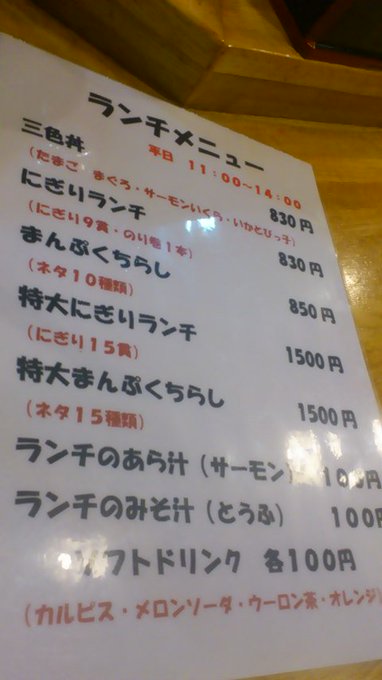 ランチメニュー
平日 11：00～14：00
三色丼 830円
(たまご・まぐろ・サーモンいくら・いかとびっ子)
にぎりランチ 830円
(にぎり9貫・のり巻1本)
まんぷくちらし 850円
(ネタ10種類)
特大にぎりランチ 1500円
(にぎり15貫)
特大まんぷくちらし 1500円
(ネタ15種類)
ランチのあら汁(サーモン) 100円
ランチのみそ汁(とうふ) 100円
ソフトドリンク 各100円
(カルピス・メロンソーダ・ウーロン茶・オレンジ)